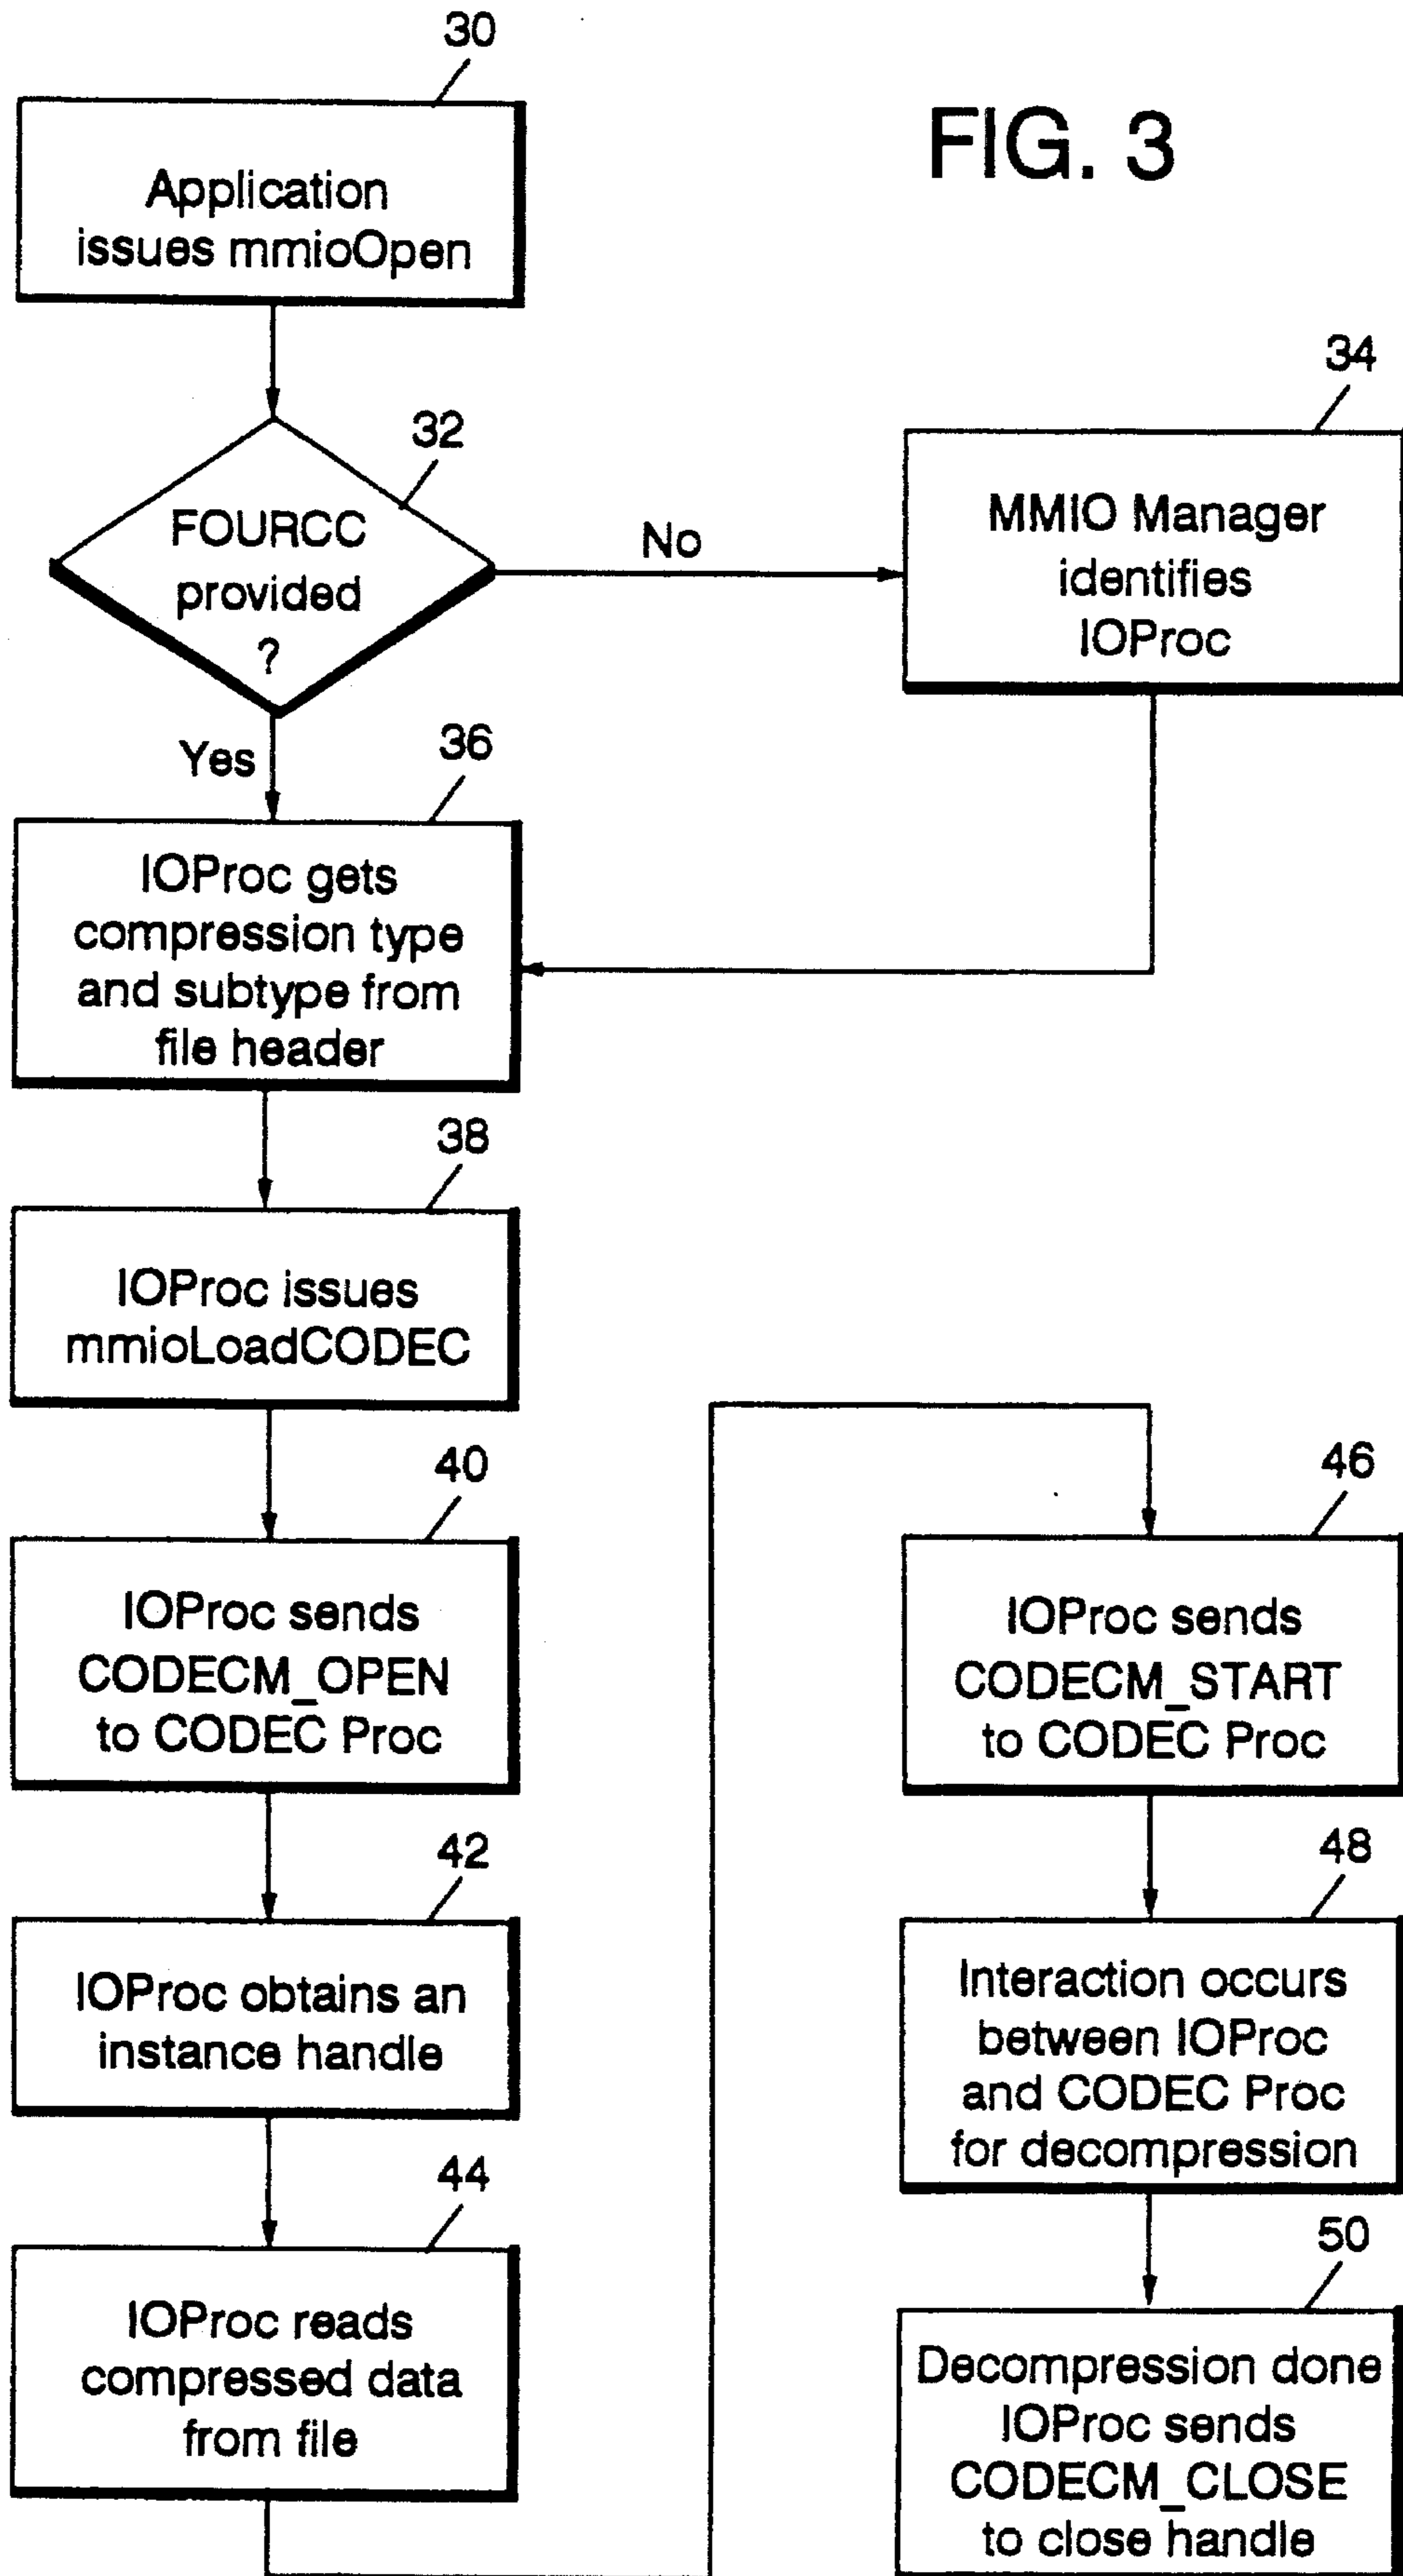 FIG. 3
30
Application
issues mmioOpen
32
FOURCC
provided
?
No
Yes
34
MMIO Manager
identifies
IOProc
36
IOProc gets
compression type
and subtype from
file header
38
IOProc issues
mmioLoadCODEC
40
IOProc sends
CODECM_OPEN
to CODEC Proc
42
IOProc obtains an
instance handle
44
IOProc reads
compressed data
from file
46
IOProc sends
CODECM_START
to CODEC Proc
48
Interaction occurs
between IOProc
and CODEC Proc
for decompression
50
Decompression done
IOProc sends
CODECM_CLOSE
to close handle